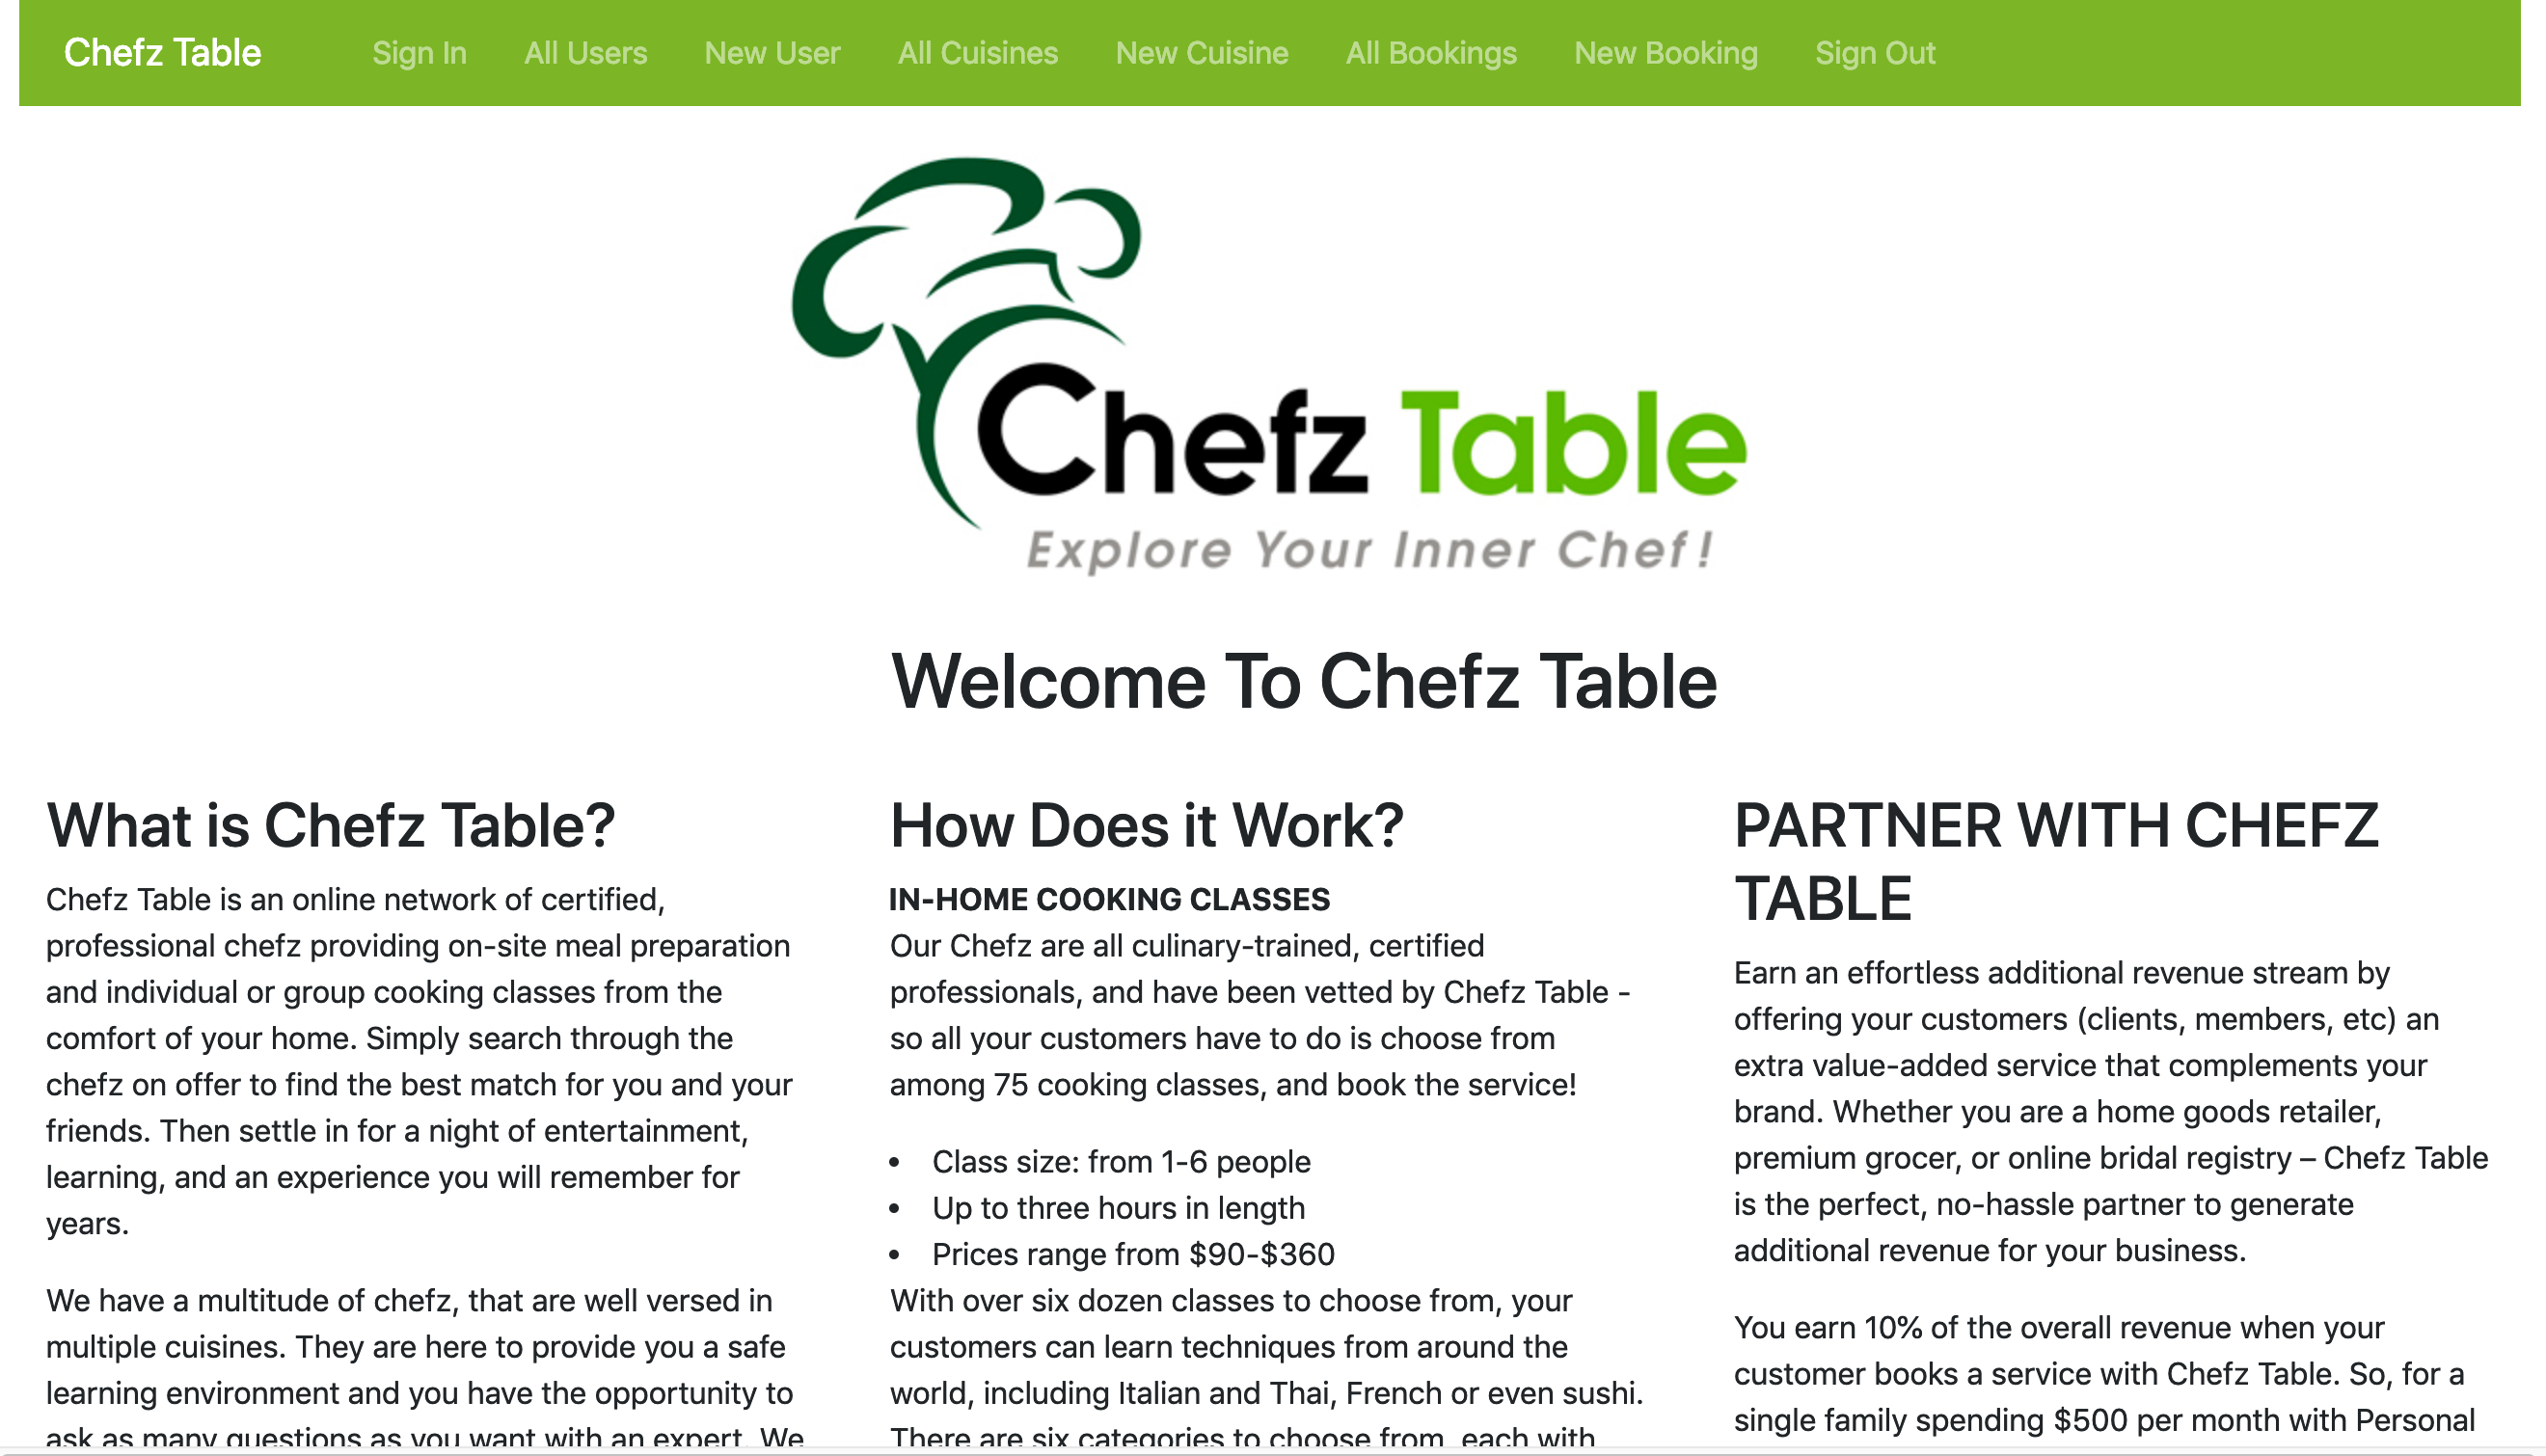 Chefz Table Sign In All Users New User All Cuisines New Cuisine All Bookings New Booking Sign Out
Chefz Table
Explore Your Inner Chef!
Welcome To Chefz Table
What is Chefz Table?
Chefz Table is an online network of certified,
professional chefz providing on-site meal preparation
and individual or group cooking classes from the
comfort of your home. Simply search through the
chefz on offer to find the best match for you and your
friends. Then settle in for a night of entertainment,
learning, and an experience you will remember for
years.
We have a multitude of chefz, that are well versed in
multiple cuisines. They are here to provide you a safe
learning environment and you have the opportunity to
ask as many questions as you want with an expert. We
How Does it Work?
IN-HOME COOKING CLASSES
Our Chefz are all culinary-trained, certified
professionals, and have been vetted by Chefz Table -
so all your customers have to do is choose from
among 75 cooking classes, and book the service!
• Class size: from 1-6 people
• Up to three hours in length
• Prices range from $90-$360
With over six dozen classes to choose from, your
customers can learn techniques from around the
world, including Italian and Thai, French or even sushi.
There are six categories to choose from, each with
PARTNER WITH CHEFZ
TABLE
Earn an effortless additional revenue stream by
offering your customers (clients, members, etc) an
extra value-added service that complements your
brand. Whether you are a home goods retailer,
premium grocer, or online bridal registry – Chefz Table
is the perfect, no-hassle partner to generate
additional revenue for your business.
You earn 10% of the overall revenue when your
customer books a service with Chefz Table. So, for a
single family spending $500 per month with Personal